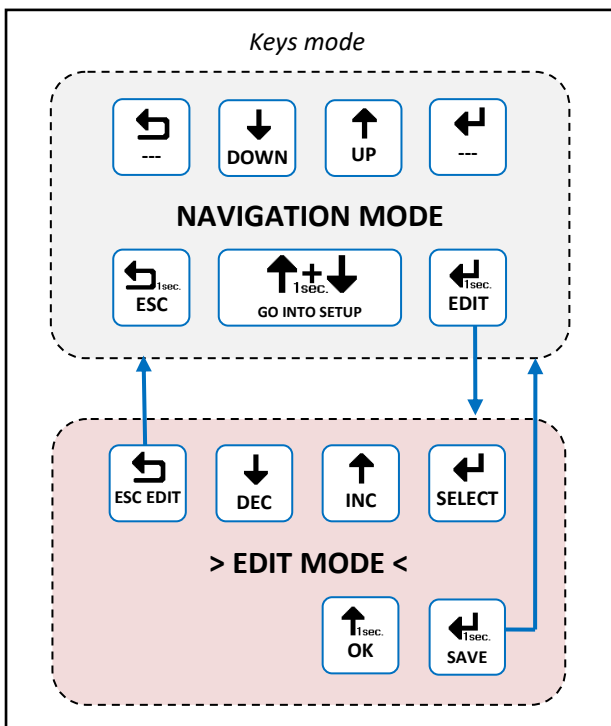 Keys mode
---
DOWN
UP
---
NAVIGATION MODE
1sec.
ESC
+
1sec.
GO INTO SETUP
1sec.
EDIT
ESC EDIT
DEC
INC
SELECT
> EDIT MODE <
1sec.
OK
1sec.
SAVE